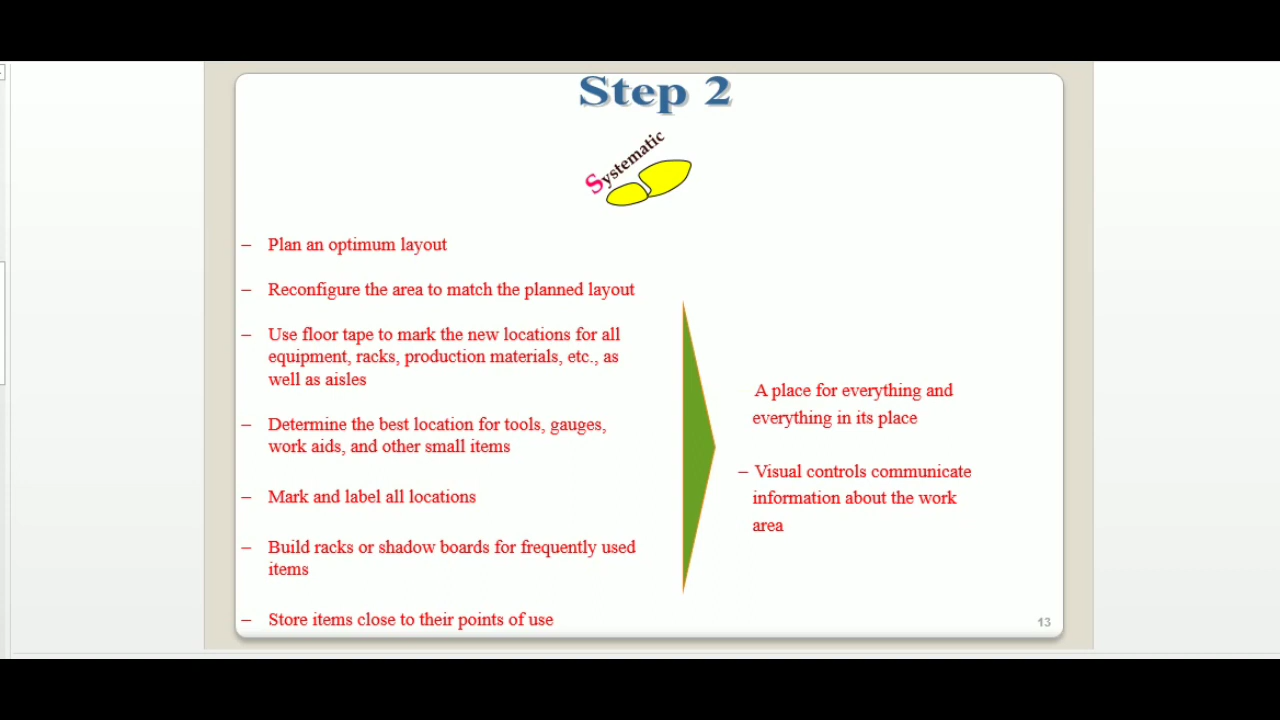 Step 2
Systematic
– Plan an optimum layout
– Reconfigure the area to match the planned layout
– Use floor tape to mark the new locations for all
equipment, racks, production materials, etc., as
well as aisles
– Determine the best location for tools, gauges,
work aids, and other small items
– Mark and label all locations
– Build racks or shadow boards for frequently used
items
– Store items close to their points of use
A place for everything and
everything in its place
– Visual controls communicate
information about the work
area
13